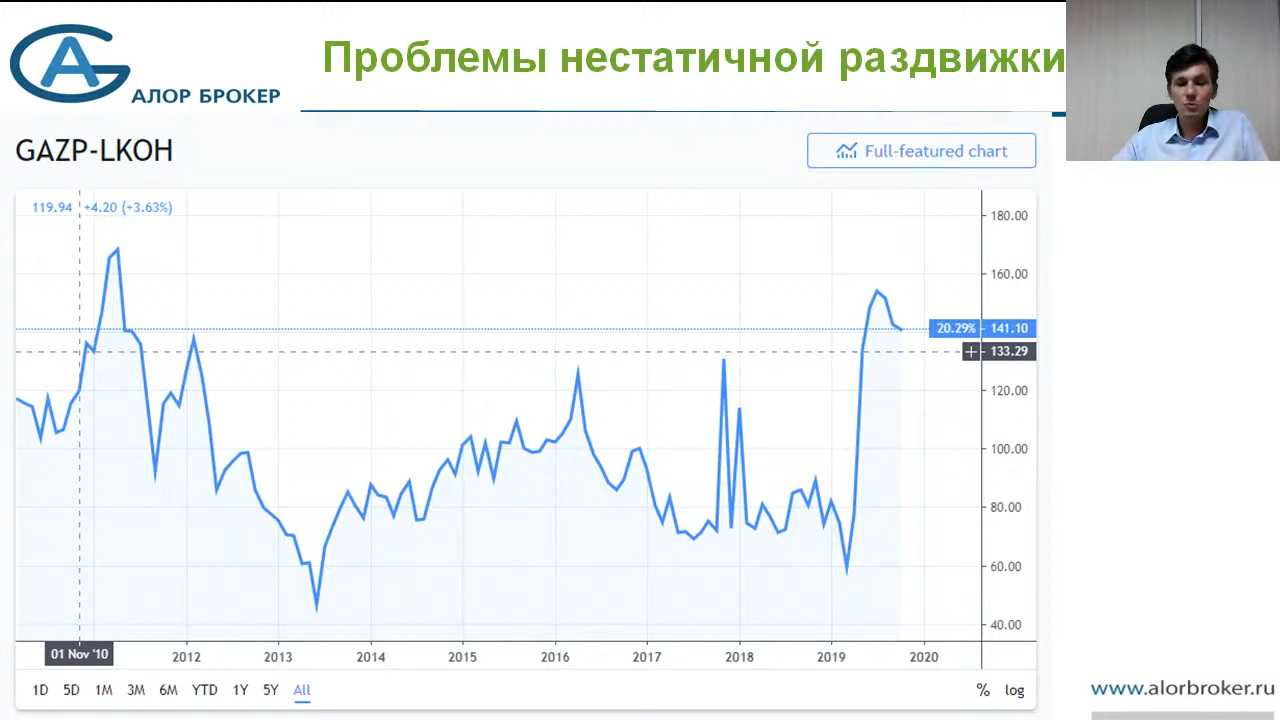 АЛОР БРОКЕР
Проблемы нестатичной раздвижки
GAZP-LKOH
Full-featured chart
119.94 +4.20 (+3.63%)
180.00
160.00
20.29% 141.10
133.29
120.00
100.00
80.00
60.00
40.00
01 Nov '10 2012 2013 2014 2015 2016 2017 2018 2019 2020
1D 5D 1M 3M 6M YTD 1Y 5Y All % log
www.alorbroker.ru